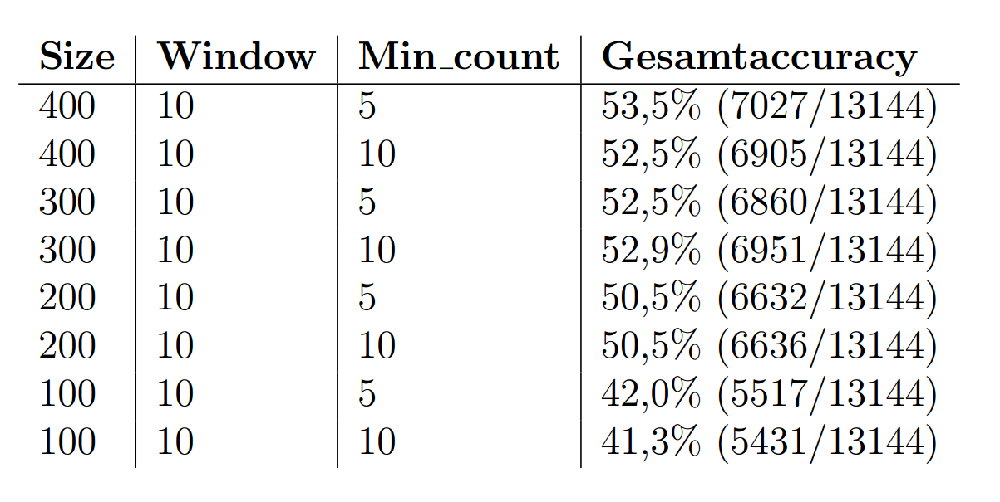 Size Window Min_count Gesamtaccuracy
400 10 5 53,5% (7027/13144)
400 10 10 52,5% (6905/13144)
300 10 5 52,5% (6860/13144)
300 10 10 52,9% (6951/13144)
200 10 5 50,5% (6632/13144)
200 10 10 50,5% (6636/13144)
100 10 5 42,0% (5517/13144)
100 10 10 41,3% (5431/13144)